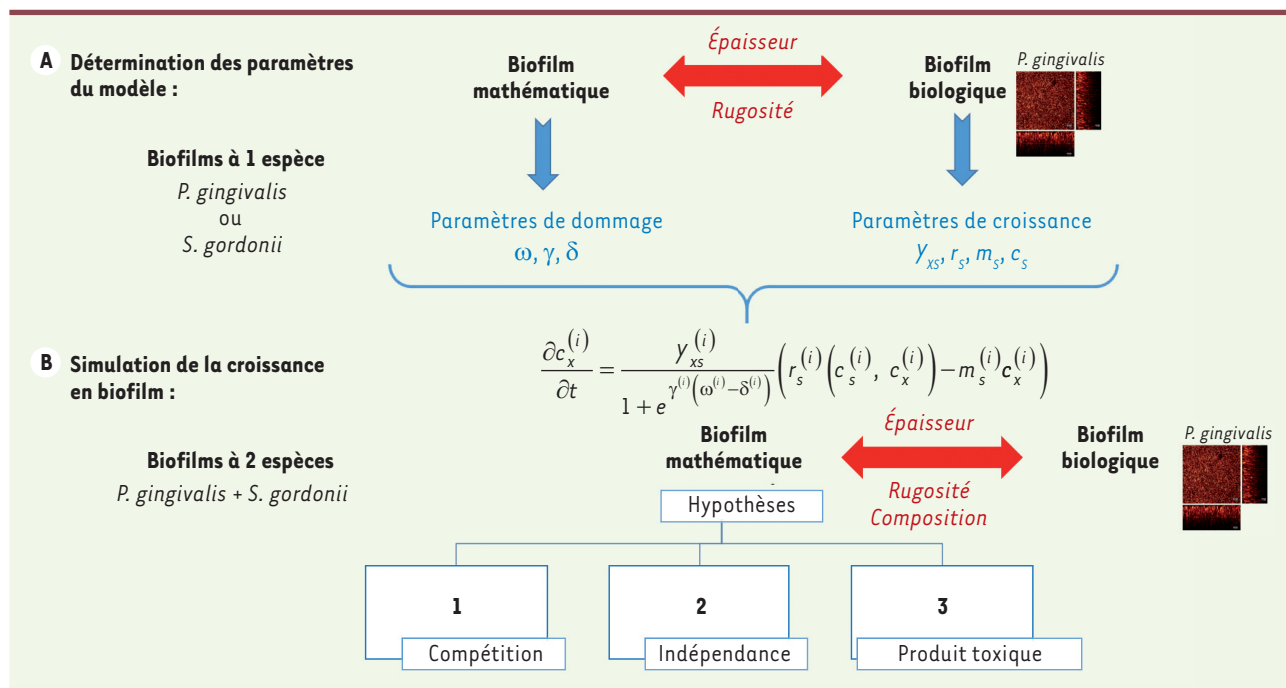 A Détermination des paramètres
du modèle :
Biofilms à 1 espèce
P. gingivalis
ou
S. gordonii
Biofilm
mathématique
Épaisseur
Rugosité
Biofilm
biologique
P. gingivalis
Paramètres de dommage
ω, γ, δ
Paramètres de croissance
y_xs, r_s, m_s, c_s
B Simulation de la croissance
en biofilm :
∂c_x^(i) / ∂t = y_xs^(i) / (1 + e^(γ^(i)(ω^(i)−δ^(i)))) (r_s^(i)(c_s^(i), c_x^(i)) − m_s^(i) c_x^(i))
Biofilms à 2 espèces
P. gingivalis + S. gordonii
Biofilm
mathématique
Épaisseur
Rugosité
Composition
Biofilm
biologique
P. gingivalis
Hypothèses
1
Compétition
2
Indépendance
3
Produit toxique